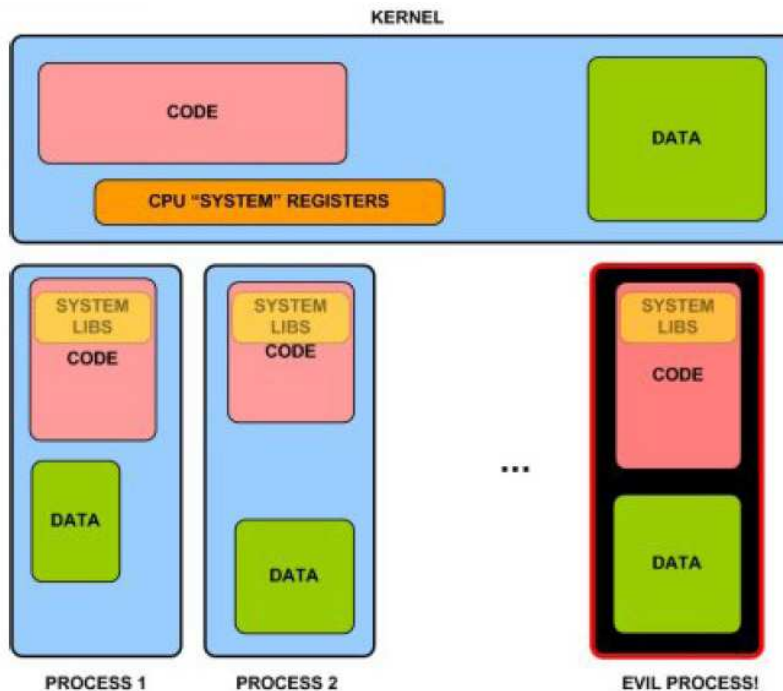 KERNEL
CODE
DATA
CPU “SYSTEM” REGISTERS
SYSTEM
LIBS
CODE
DATA
SYSTEM
LIBS
CODE
DATA
...
SYSTEM
LIBS
CODE
DATA
PROCESS 1
PROCESS 2
EVIL PROCESS!